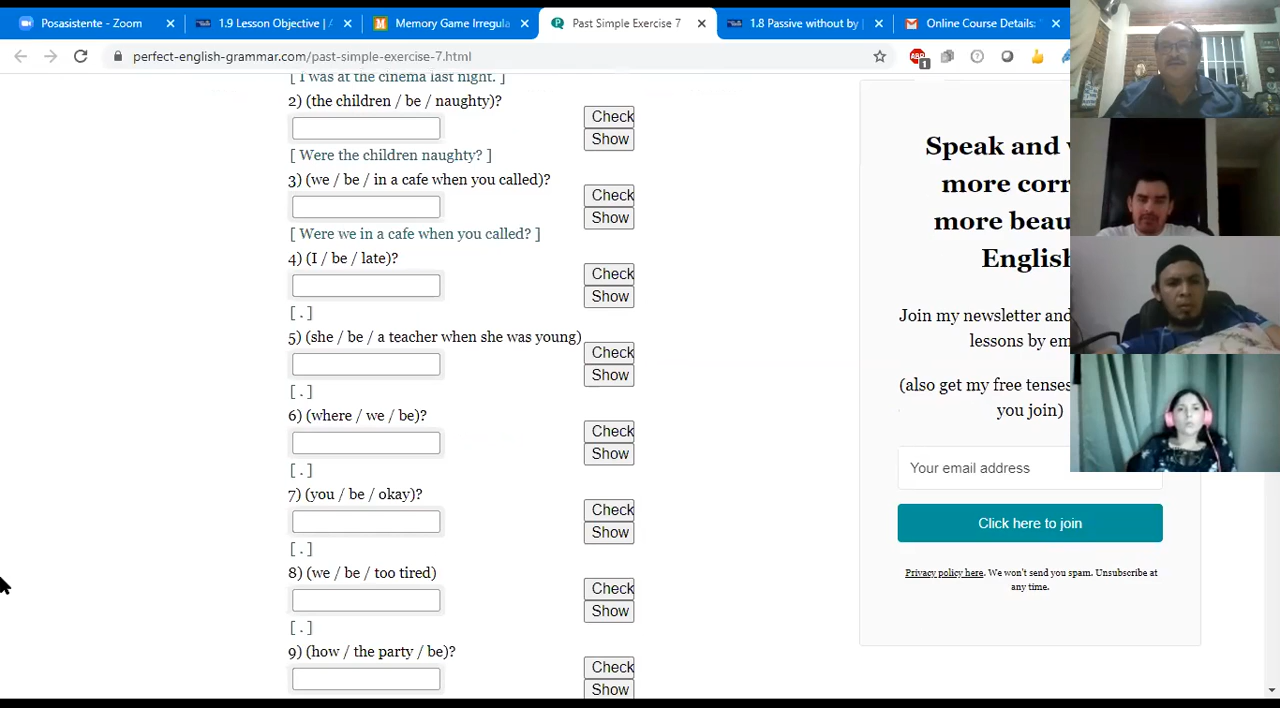 Posasistente - Zoom
1.9 Lesson Objective | A
Memory Game Irregula
Past Simple Exercise 7
1.8 Passive without by |
Online Course Details:
perfect-english-grammar.com/past-simple-exercise-7.html
1
[ I was at the cinema last night. ]
2) (the children / be / naughty)?
Check
Show
[ Were the children naughty? ]
3) (we / be / in a cafe when you called)?
Check
Show
[ Were we in a cafe when you called? ]
4) (I / be / late)?
Check
Show
[ . ]
5) (she / be / a teacher when she was young)
Check
Show
[ . ]
6) (where / we / be)?
Check
Show
[ . ]
7) (you / be / okay)?
Check
Show
[ . ]
8) (we / be / too tired)
Check
Show
[ . ]
9) (how / the party / be)?
Check
Show
Speak and
more corr
more beau
English
Join my newsletter and
lessons by em
(also get my free tenses
you join)
Your email address
Click here to join
Privacy policy here. We won't send you spam. Unsubscribe at
any time.